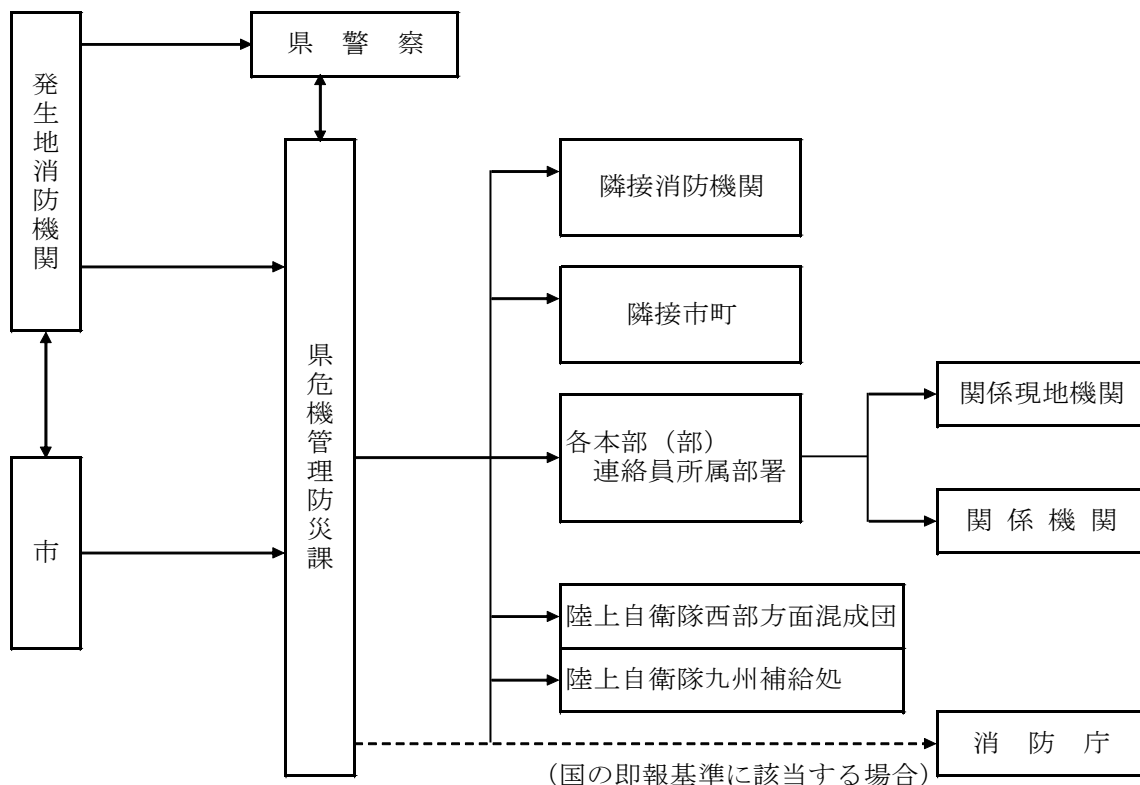 県 警 察
発生地消防機関
隣接消防機関
隣接市町
県危機管理防災課
関係現地機関
各本部（部）
連絡員所属部署
関 係 機 関
市
陸上自衛隊西部方面混成団
陸上自衛隊九州補給処
消 防 庁
（国の即報基準に該当する場合）